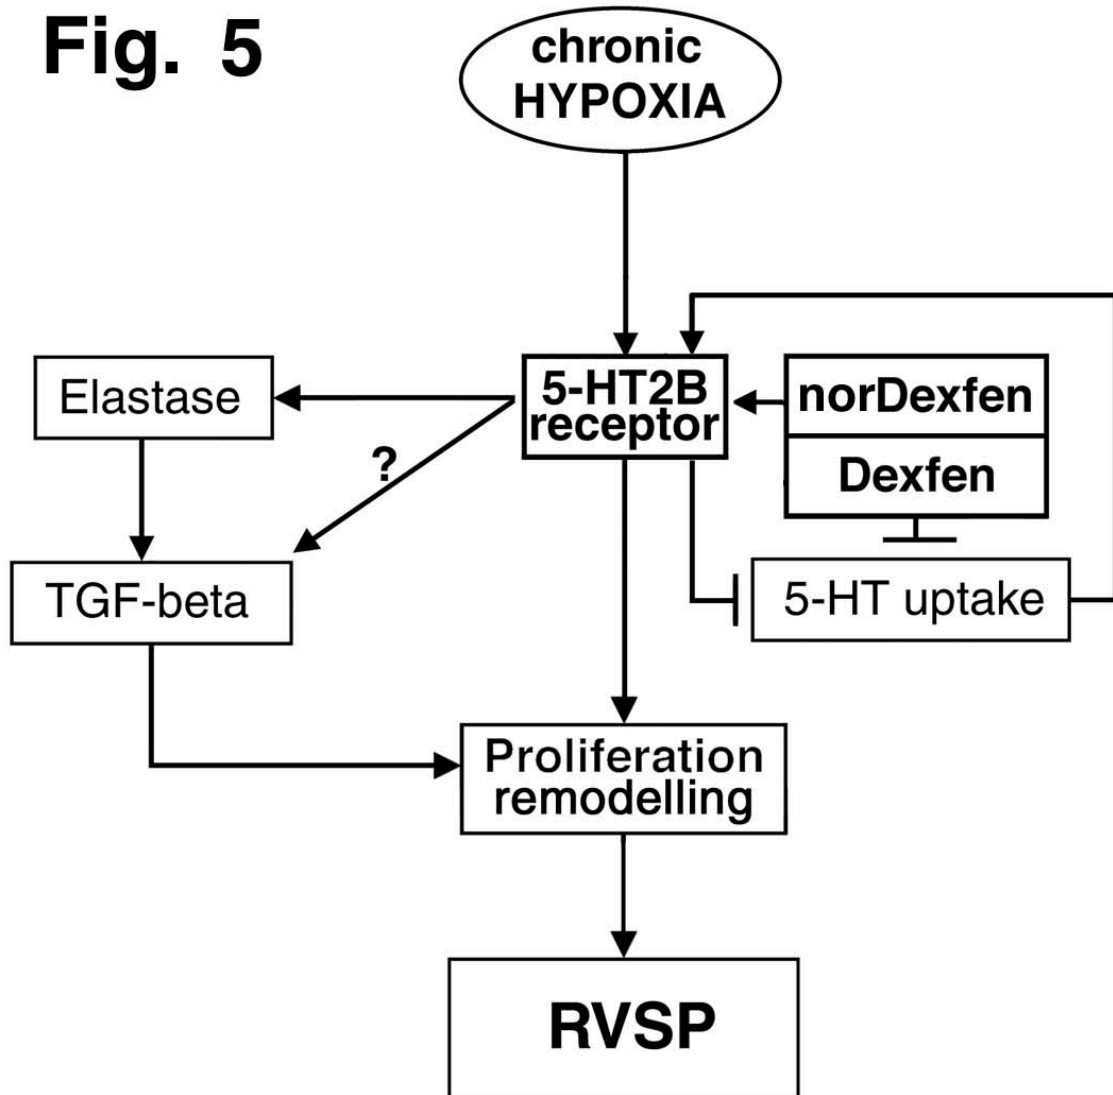 Fig. 5
chronic
HYPOXIA
Elastase
5-HT2B
receptor
norDexfen
Dexfen
?
TGF-beta
5-HT uptake
Proliferation
remodelling
RVSP